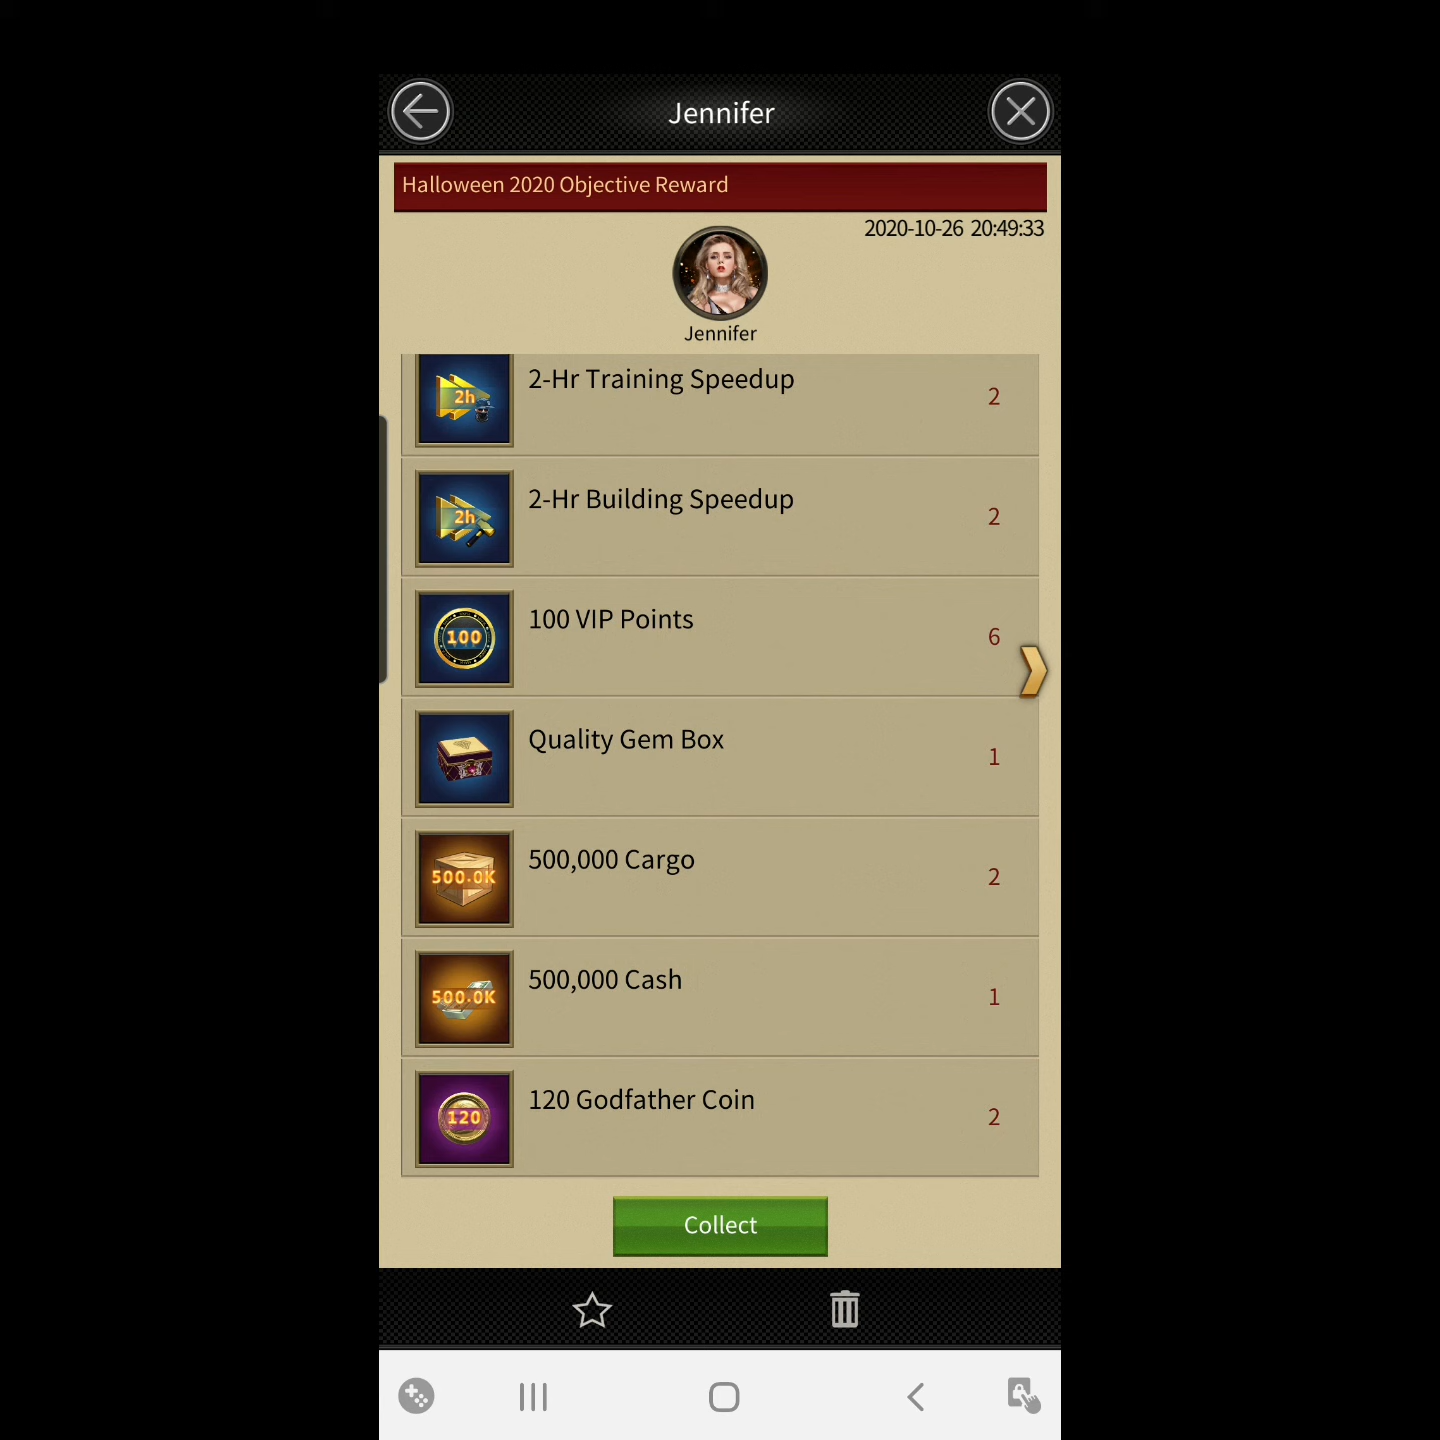 Jennifer
Halloween 2020 Objective Reward
2020-10-26 20:49:33
Jennifer
2h
2-Hr Training Speedup
2
2h
2-Hr Building Speedup
2
100
100 VIP Points
6
Quality Gem Box
1
500.0K
500,000 Cargo
2
500.0K
500,000 Cash
1
120
120 Godfather Coin
2
Collect